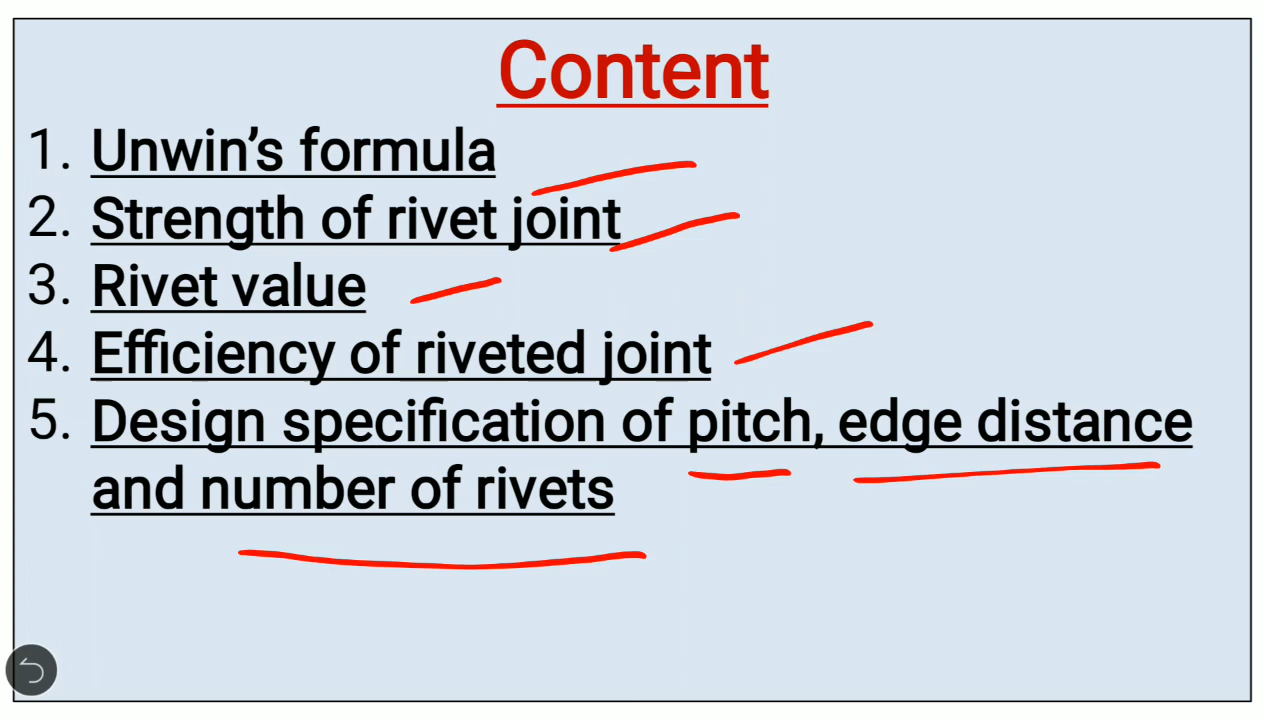 Content
1. Unwin’s formula
2. Strength of rivet joint
3. Rivet value
4. Efficiency of riveted joint
5. Design specification of pitch, edge distance
and number of rivets